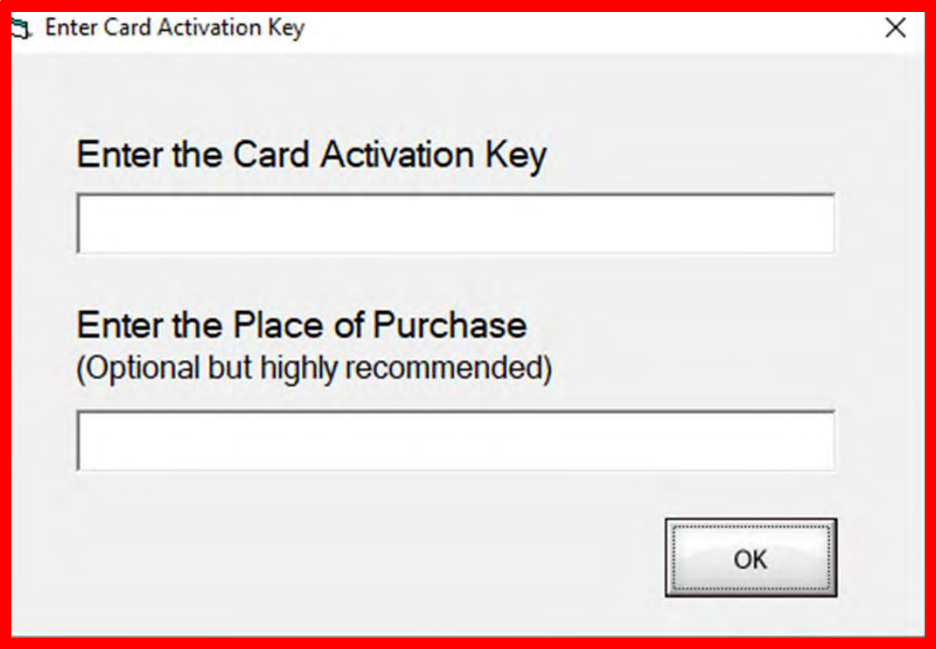 Enter Card Activation Key
Enter the Card Activation Key
Enter the Place of Purchase
(Optional but highly recommended)
OK